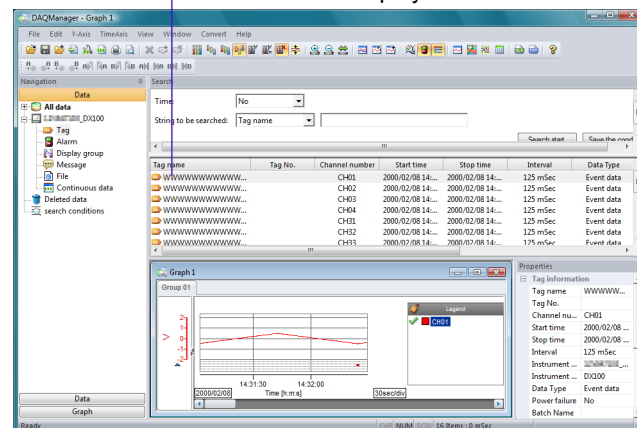 DAQManager - Graph 1
File Edit Y-Axis TimeAxis View Window Convert Help
Navigation
Search
Data
All data
_DX100
Tag
Alarm
Display group
Message
File
Continuous data
Deleted data
search conditions
Data
Graph
Time: No
String to be searched: Tag name
Search start Save the cond
Tag name Tag No. Channel number Start time Stop time Interval Data Type
WWWWWWWWWWW... CH01 2000/02/08 14:... 2000/02/08 14:... 125 mSec Event data
WWWWWWWWWWW... CH02 2000/02/08 14:... 2000/02/08 14:... 125 mSec Event data
WWWWWWWWWWW... CH03 2000/02/08 14:... 2000/02/08 14:... 125 mSec Event data
WWWWWWWWWWW... CH04 2000/02/08 14:... 2000/02/08 14:... 125 mSec Event data
WWWWWWWWWWW... CH31 2000/02/08 14:... 2000/02/08 14:... 125 mSec Event data
WWWWWWWWWWW... CH32 2000/02/08 14:... 2000/02/08 14:... 125 mSec Event data
WWWWWWWWWWW... CH33 2000/02/08 14:... 2000/02/08 14:... 125 mSec Event data
Graph 1
Group 01
V
2
1
0
-1
-2
14:31:30 14:32:00
2000/02/08 Time [h:m:s] 30sec/div
Legend
CH01
Properties
Tag information
Tag name WWWWW...
Tag No.
Channel nu... CH01
Start time 2000/02/08 ...
Stop time 2000/02/08 ...
Interval 125 mSec
Instrument ...
Instrument ... DX100
Data Type Event data
Power failure No
Batch Name
Ready
CAP NUM SCRL 16 Items : 0 mSec